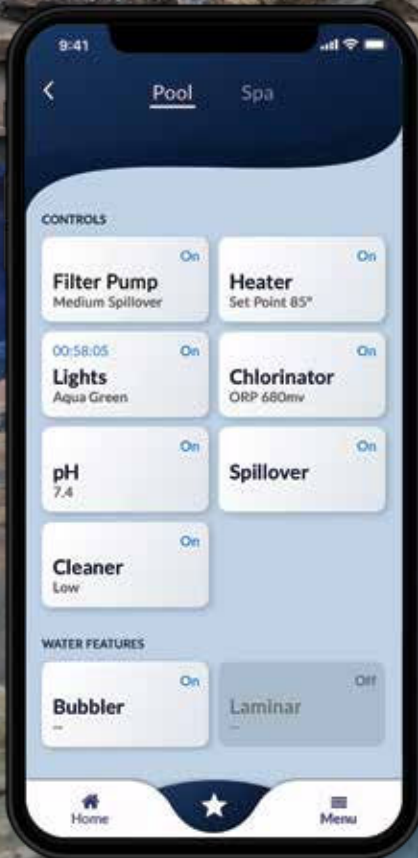 9:41
Pool Spa
CONTROLS
On
Filter Pump
Medium Spillover
On
Heater
Set Point 85°
00:58:05 On
Lights
Aqua Green
On
Chlorinator
ORP 680mv
On
pH
7.4
On
Spillover
On
Cleaner
Low
WATER FEATURES
On
Bubbler
--
Off
Laminar
--
Home
Menu